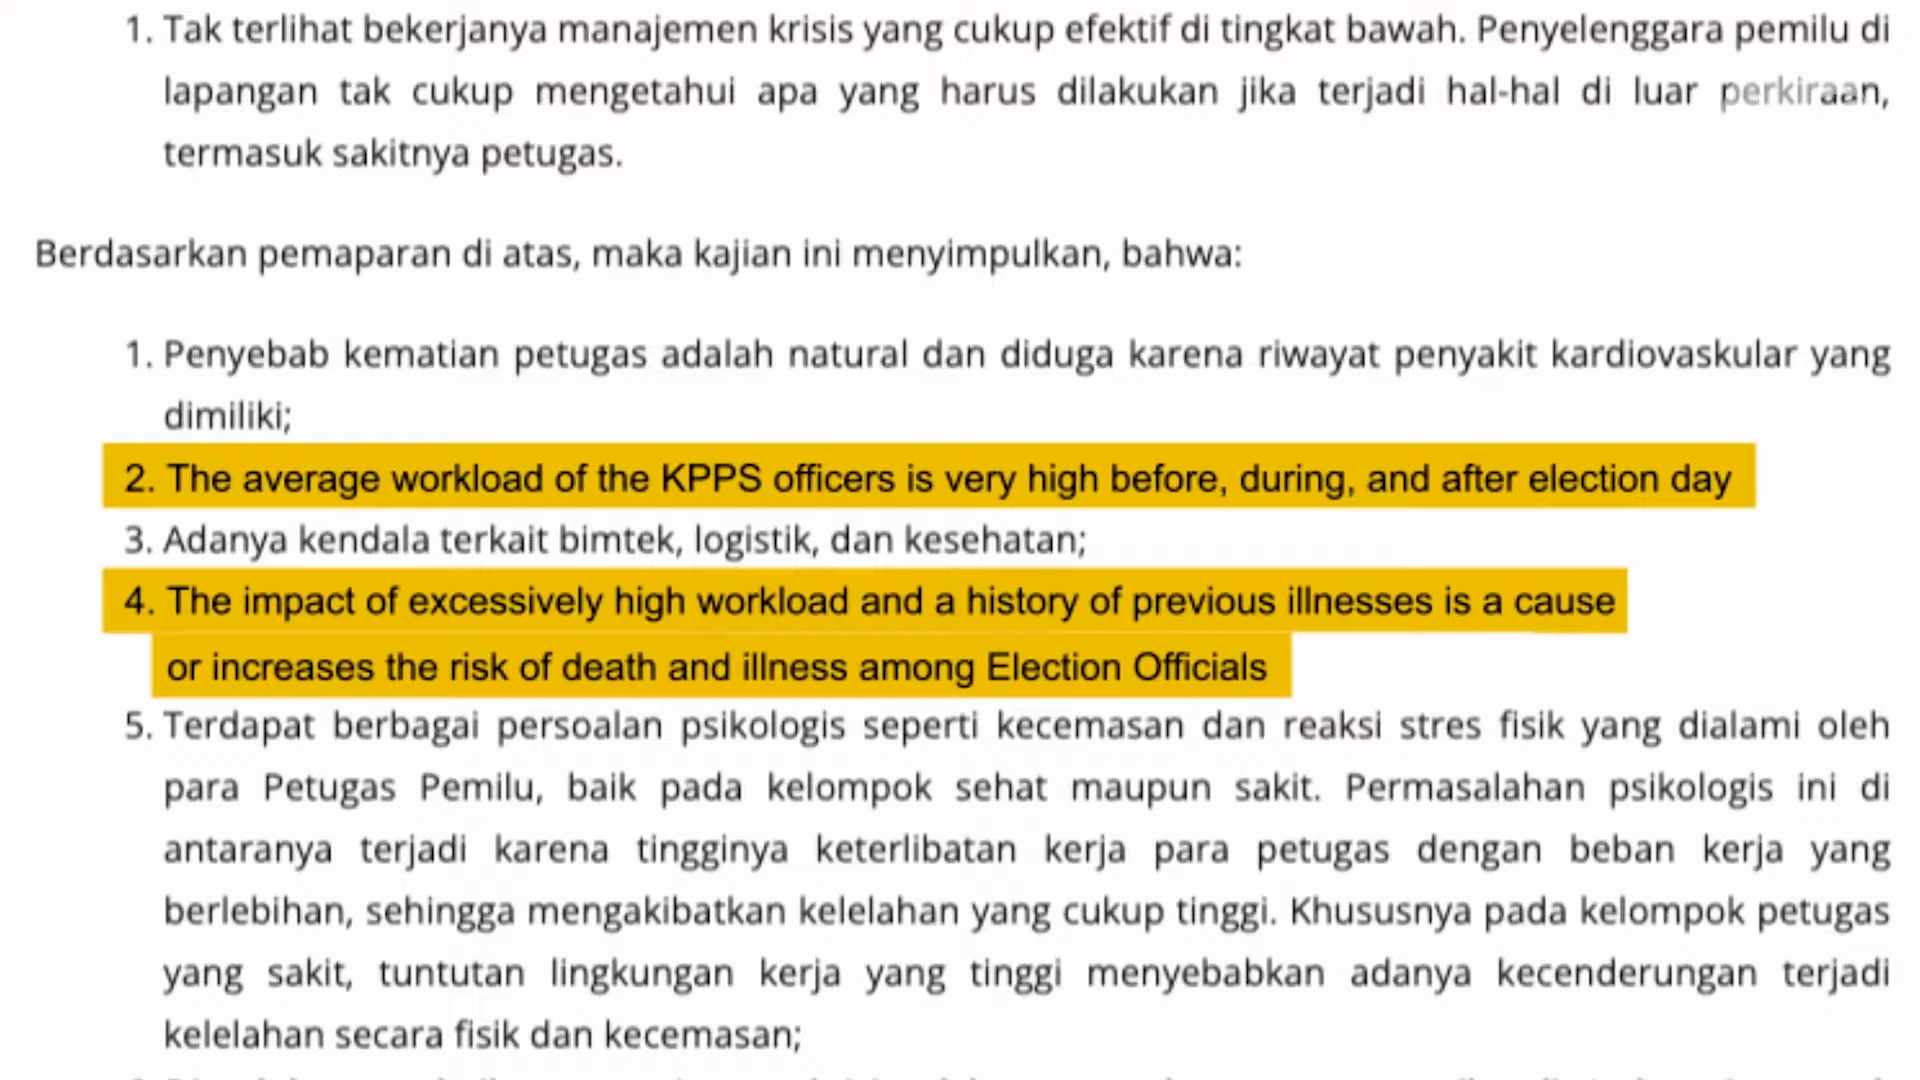 1. Tak terlihat bekerjanya manajemen krisis yang cukup efektif di tingkat bawah. Penyelenggara pemilu di
lapangan tak cukup mengetahui apa yang harus dilakukan jika terjadi hal-hal di luar perkiraan,
termasuk sakitnya petugas.
Berdasarkan pemaparan di atas, maka kajian ini menyimpulkan, bahwa:
1. Penyebab kematian petugas adalah natural dan diduga karena riwayat penyakit kardiovaskular yang
dimiliki;
2. The average workload of the KPPS officers is very high before, during, and after election day
3. Adanya kendala terkait bimtek, logistik, dan kesehatan;
4. The impact of excessively high workload and a history of previous illnesses is a cause
or increases the risk of death and illness among Election Officials
5. Terdapat berbagai persoalan psikologis seperti kecemasan dan reaksi stres fisik yang dialami oleh
para Petugas Pemilu, baik pada kelompok sehat maupun sakit. Permasalahan psikologis ini di
antaranya terjadi karena tingginya keterlibatan kerja para petugas dengan beban kerja yang
berlebihan, sehingga mengakibatkan kelelahan yang cukup tinggi. Khususnya pada kelompok petugas
yang sakit, tuntutan lingkungan kerja yang tinggi menyebabkan adanya kecenderungan terjadi
kelelahan secara fisik dan kecemasan;